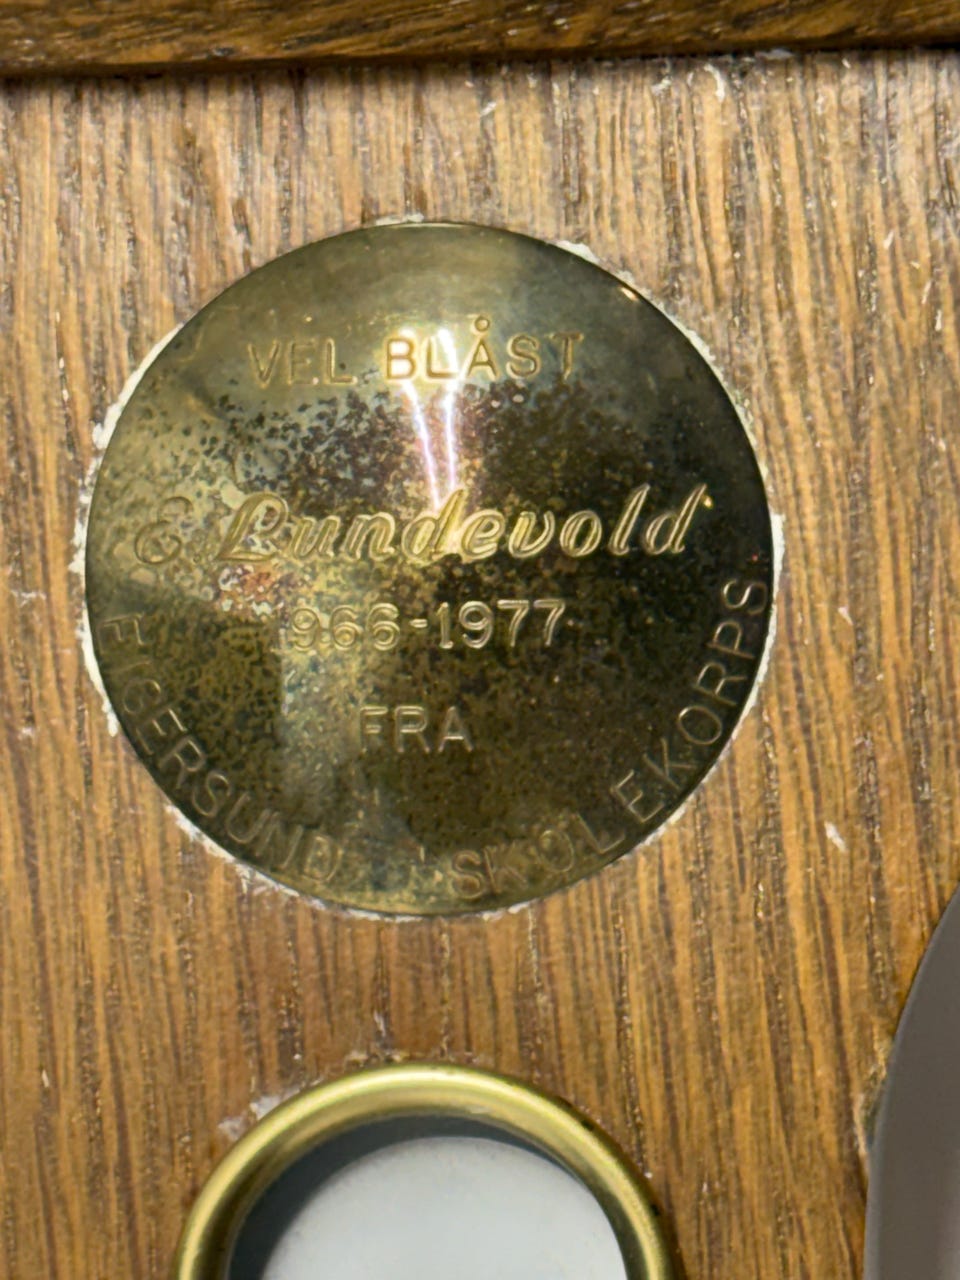 VEL BLÅST
E. Lundevold
1966-1977
FRA
EIGERSUND SKOLEKORPS